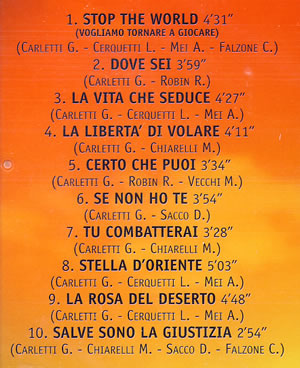 1. STOP THE WORLD 4'31"
(VOGLIAMO TORNARE A GIOCARE)
(CARLETTI G. - CERQUETTI L. - MEI A. - FALZONE C.)
2. DOVE SEI 3'59"
(CARLETTI G. - ROBIN R.)
3. LA VITA CHE SEDUCE 4'27"
(CARLETTI G. - CERQUETTI L. - MEI A.)
4. LA LIBERTA' DI VOLARE 4'11"
(CARLETTI G. - CHIARELLI M.)
5. CERTO CHE PUOI 3'34"
(CARLETTI G. - ROBIN R. - VECCHI M.)
6. SE NON HO TE 3'54"
(CARLETTI G. - SACCO D.)
7. TU COMBATTERAI 3'28"
(CARLETTI G. - CHIARELLI M.)
8. STELLA D'ORIENTE 5'03"
(CARLETTI G. - CERQUETTI L. - MEI A.)
9. LA ROSA DEL DESERTO 4'48"
(CARLETTI G. - CERQUETTI L. - MEI A.)
10. SALVE SONO LA GIUSTIZIA 2'54"
(CARLETTI G. - CHIARELLI M. - SACCO D. - FALZONE C.)